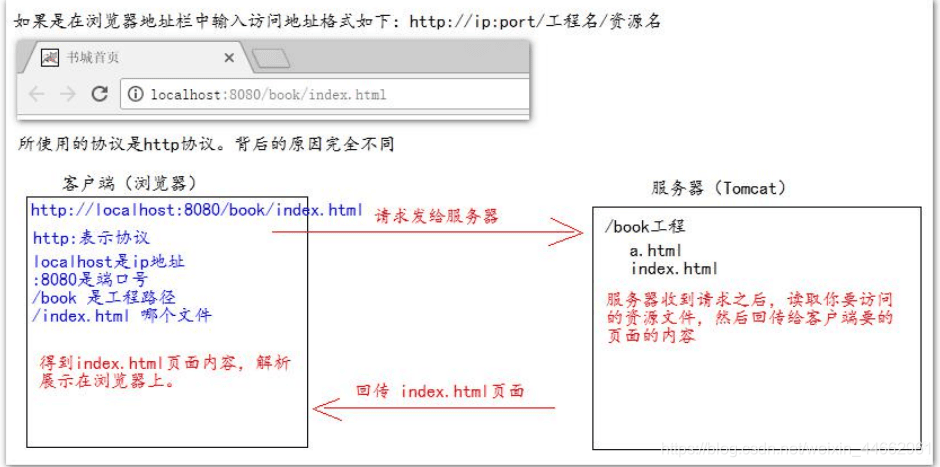 如果是在浏览器地址栏中输入访问地址格式如下：http://ip:port/工程名/资源名
书城首页
localhost:8080/book/index.html
所使用的协议是http协议。背后的原因完全不同
客户端（浏览器）
服务器（Tomcat）
http://localhost:8080/book/index.html
http:表示协议
localhost是ip地址
:8080是端口号
/book 是工程路径
/index.html 哪个文件
得到index.html页面内容，解析
展示在浏览器上。
请求发给服务器
回传 index.html页面
/book工程
a.html
index.html
服务器收到请求之后，读取你要访问
的资源文件，然后回传给客户端要的
页面的内容